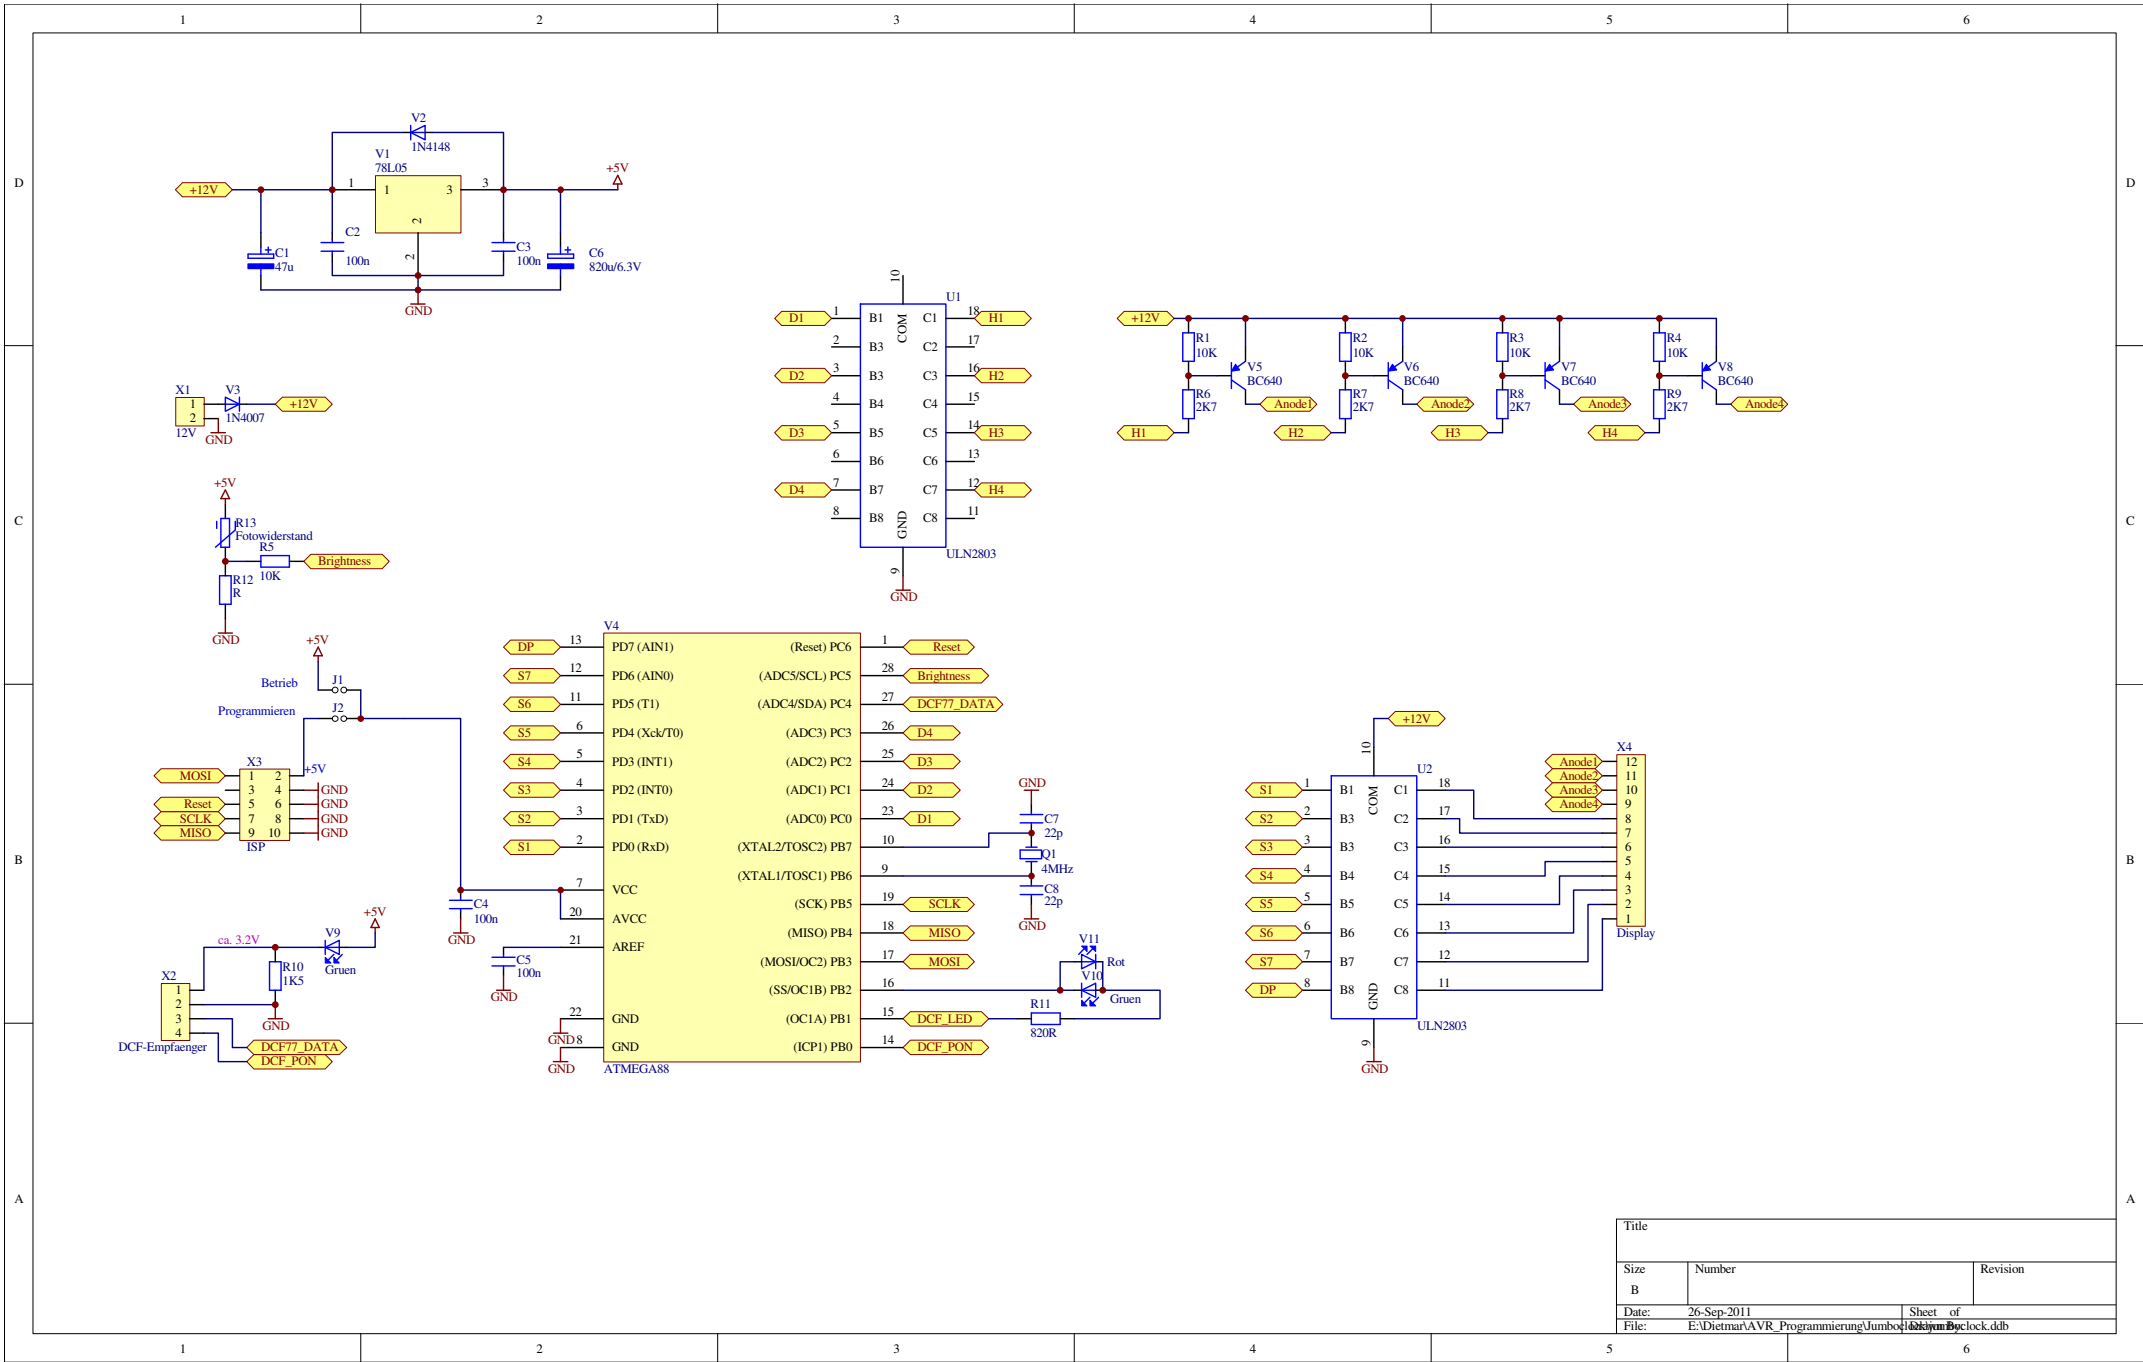 1 2 3 4 5 6
D D
C C
B B
A A
V2
1N4148
V1
78L05
+12V
1 1 3 3
2
2
+5V
C1
47u
C2
100n
C3
100n
C6
820u/6.3V
GND
X1
1
2
12V
V3
1N4007
+12V
GND
+5V
R13
Fotowiderstand
R5
10K
Brightness
R12
R
GND
+5V
Betrieb J1
Programmieren J2
X3
MOSI 1 2 +5V
3 4 GND
Reset 5 6 GND
SCLK 7 8 GND
MISO 9 10 GND
ISP
C4
100n
GND
ca. 3.2V
V9
Gruen
+5V
R10
1K5
GND
X2
1
2
3
4
DCF-Empfaenger
DCF77_DATA
DCF_PON
C5
100n
GND
U1
10
COM
D1 1 B1 C1 18 H1
2 B3 C2 17
D2 3 B3 C3 16 H2
4 B4 C4 15
D3 5 B5 C5 14 H3
6 B6 C6 13
D4 7 B7 C7 12 H4
8 B8 C8 11
GND
ULN2803
9
GND
+12V
R1
10K
R2
10K
R3
10K
R4
10K
V5
BC640
V6
BC640
V7
BC640
V8
BC640
R6
2K7
R7
2K7
R8
2K7
R9
2K7
Anode1
Anode2
Anode3
Anode4
H1
H2
H3
H4
V4
DP 13 PD7 (AIN1) (Reset) PC6 1 Reset
S7 12 PD6 (AIN0) (ADC5/SCL) PC5 28 Brightness
S6 11 PD5 (T1) (ADC4/SDA) PC4 27 DCF77_DATA
S5 6 PD4 (Xck/T0) (ADC3) PC3 26 D4
S4 5 PD3 (INT1) (ADC2) PC2 25 D3
S3 4 PD2 (INT0) (ADC1) PC1 24 D2
S2 3 PD1 (TxD) (ADC0) PC0 23 D1
S1 2 PD0 (RxD) (XTAL2/TOSC2) PB7 10
(XTAL1/TOSC1) PB6 9
7 VCC (SCK) PB5 19 SCLK
20 AVCC (MISO) PB4 18 MISO
21 AREF (MOSI/OC2) PB3 17 MOSI
(SS/OC1B) PB2 16
22 GND (OC1A) PB1 15 DCF_LED
GND 8 GND (ICP1) PB0 14 DCF_PON
GND
ATMEGA88
GND
C7
22p
Q1
4MHz
C8
22p
GND
V11
Rot
V10
Gruen
R11
820R
+12V
10
U2
COM
S1 1 B1 C1 18
S2 2 B3 C2 17
S3 3 B3 C3 16
S4 4 B4 C4 15
S5 5 B5 C5 14
S6 6 B6 C6 13
S7 7 B7 C7 12
DP 8 B8 C8 11
GND
ULN2803
9
GND
X4
Anode1 12
Anode2 11
Anode3 10
Anode4 9
8
7
6
5
4
3
2
1
Display
Title
Size Number Revision
B
Date: 26-Sep-2011 Sheet of
File: E:\Dietmar\AVR_Programmierung\Jumbocl
clock.ddb
1 2 3 4 5 6